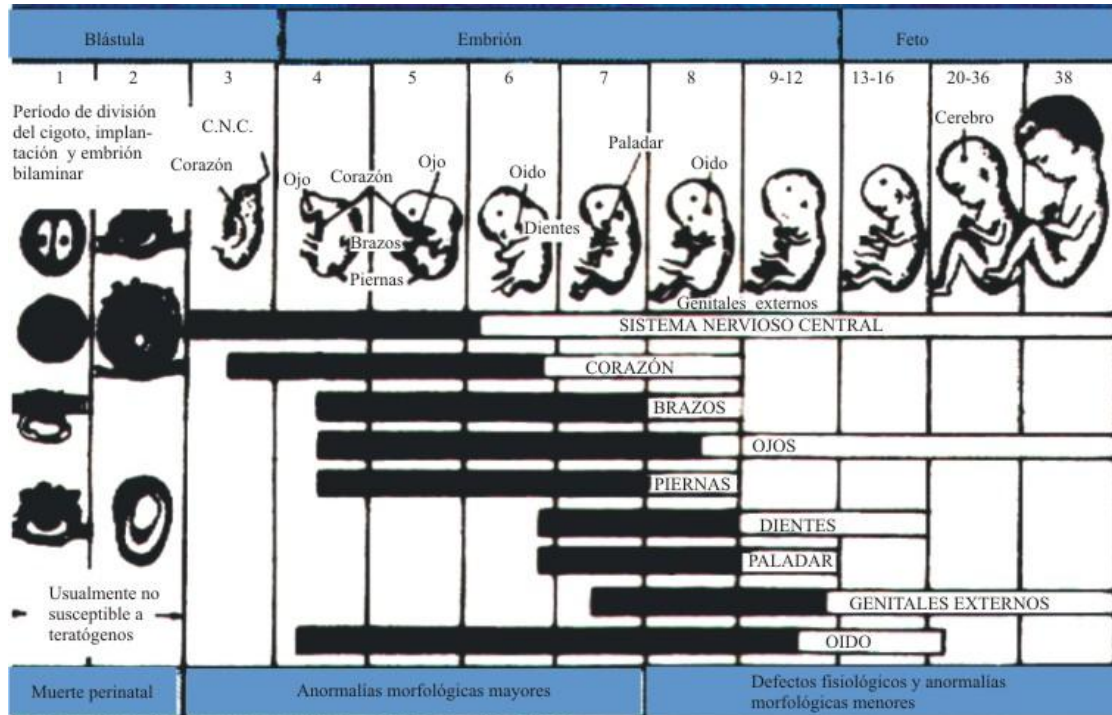 Blástula
Embrión
Feto
1
2
3
4
5
6
7
8
9-12
13-16
20-36
38
Período de división
del cigoto, implan-
tación y embrión
bilaminar
C.N.C.
Corazón
Ojo
Corazón
Ojo
Brazos
Piernas
Oido
Dientes
Paladar
Oido
Cerebro
Genitales externos
SISTEMA NERVIOSO CENTRAL
CORAZÓN
BRAZOS
OJOS
PIERNAS
DIENTES
PALADAR
GENITALES EXTERNOS
OIDO
Usualmente no
susceptible a
teratógenos
Muerte perinatal
Anormalías morfológicas mayores
Defectos fisiológicos y anormalías
morfológicas menores